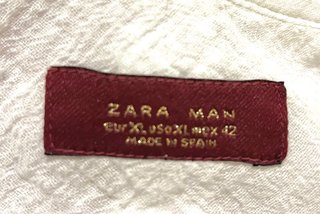 ZARA MAN
eur XL usa XL mex 42
MADE IN SPAIN